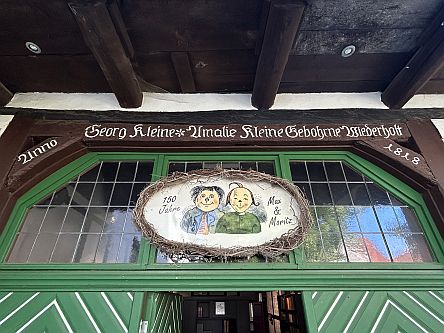 Georg Kleine * Amalie Kleine Gebohrne Wiederholt
Anno
1818
150
Jahre
Max
&
Moritz